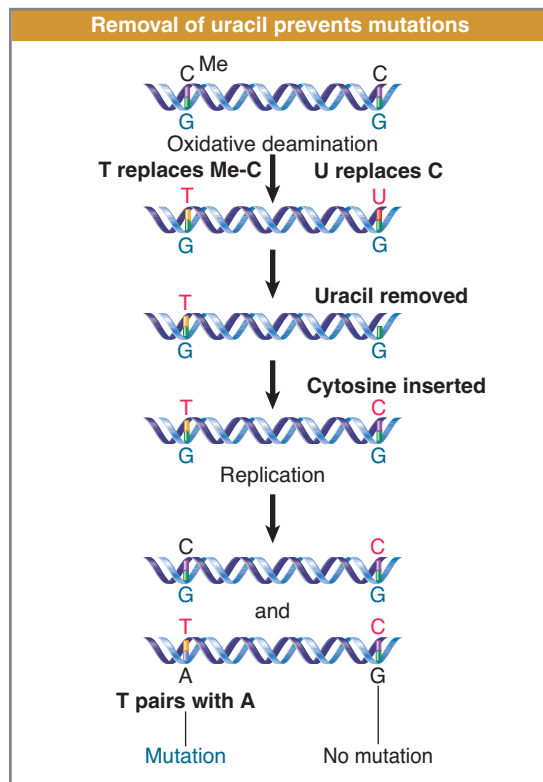 Removal of uracil prevents mutations
C Me C
G G
Oxidative deamination
T replaces Me-C U replaces C
T U
G G
Uracil removed
T
G G
Cytosine inserted
T C
G G
Replication
C C
G G
and
T C
A G
T pairs with A
Mutation No mutation